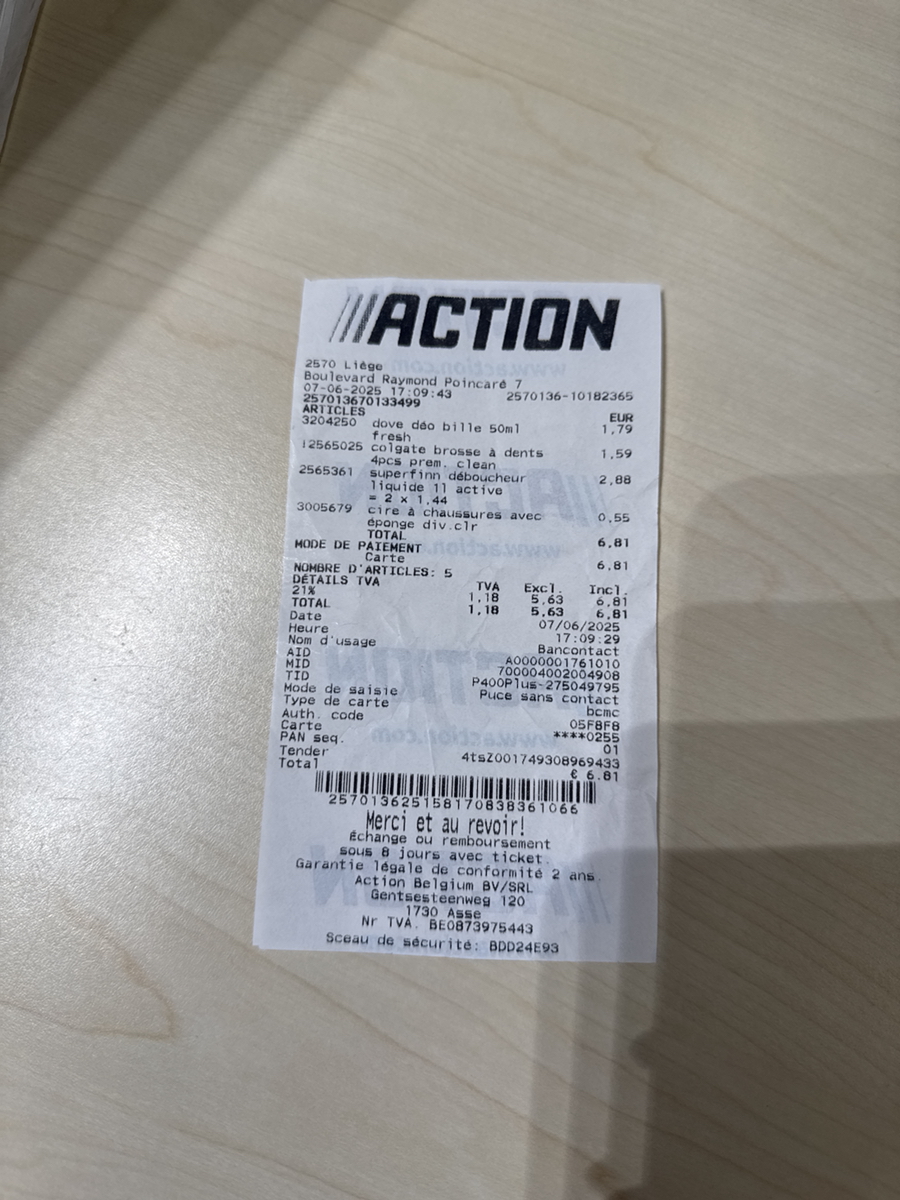 ACTION
2570 Liège
Boulevard Raymond Poincaré 7
07-06-2025 17:09:43 2570136-10182365
257013670133499
ARTICLES EUR
3204250 dove déo bille 50ml 1,79
fresh
12565025 colgate brosse à dents 1,59
4pcs prem. clean
2565361 superfinn déboucheur 2,88
liquide 1l active
= 2 x 1,44
3005679 cire à chaussures avec 0,55
éponge div.clr
TOTAL 6,81
MODE DE PAIEMENT
Carte 6,81
NOMBRE D'ARTICLES: 5
DÉTAILS TVA TVA Excl. Incl.
21% 1,18 5,63 6,81
TOTAL 1,18 5,63 6,81
Date 07/06/2025
Heure 17:09:29
Nom d'usage Bancontact
AID A0000001761010
MID 700004002004908
TID P400Plus-275049795
Mode de saisie Puce sans contact
Type de carte bcmc
Auth. code 05F8F8
Carte ****0255
PAN seq. 01
Tender 4tsZ001749308969433
Total € 6.81
2570136251581708383610​66
Merci et au revoir!
Échange ou remboursement
sous 8 jours avec ticket.
Garantie légale de conformité 2 ans.
Action Belgium BV/SRL
Gentsesteenweg 120
1730 Asse
Nr TVA. BE0873975443
Sceau de sécurité: BDD24E93